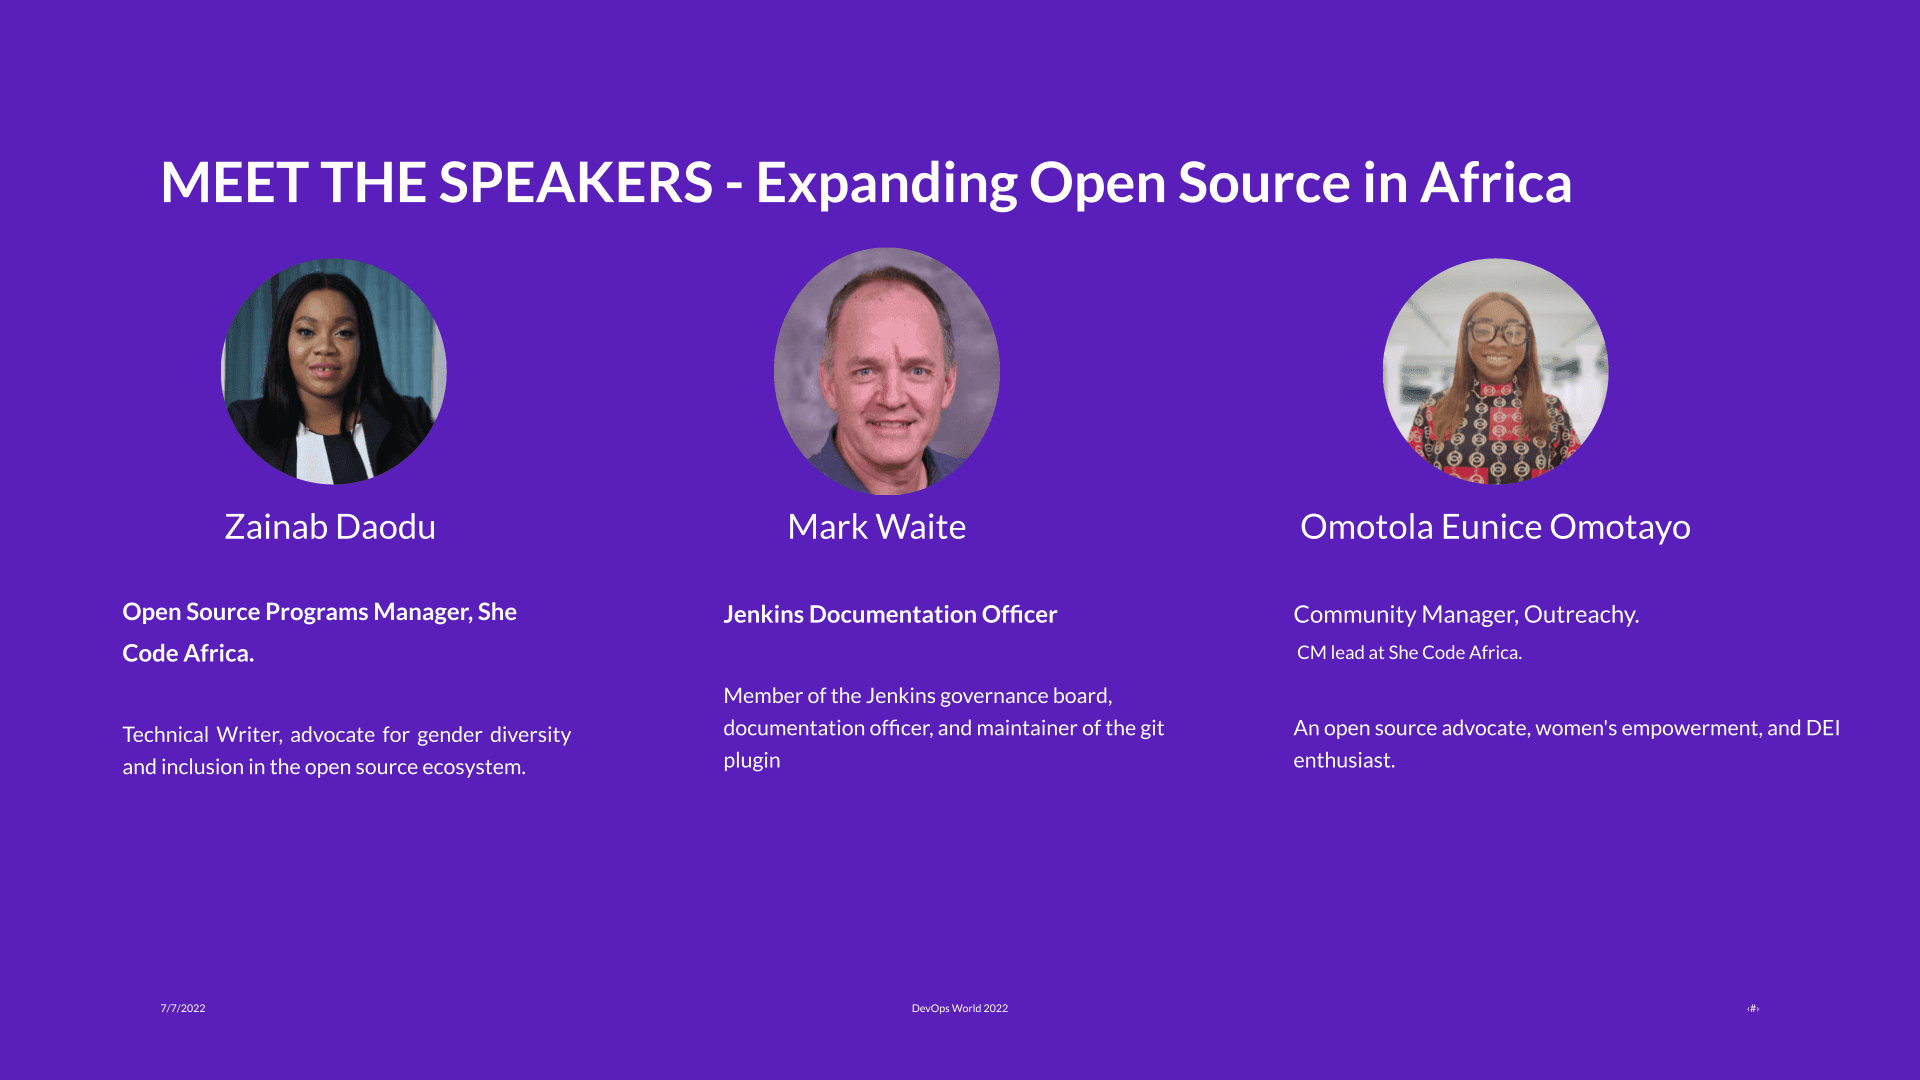 MEET THE SPEAKERS - Expanding Open Source in Africa
Zainab Daodu
Open Source Programs Manager, She
Code Africa.
Technical Writer, advocate for gender diversity
and inclusion in the open source ecosystem.
Mark Waite
Jenkins Documentation Officer
Member of the Jenkins governance board,
documentation officer, and maintainer of the git
plugin
Omotola Eunice Omotayo
Community Manager, Outreachy.
CM lead at She Code Africa.
An open source advocate, women's empowerment, and DEI
enthusiast.
7/7/2022
DevOps World 2022
‹#›